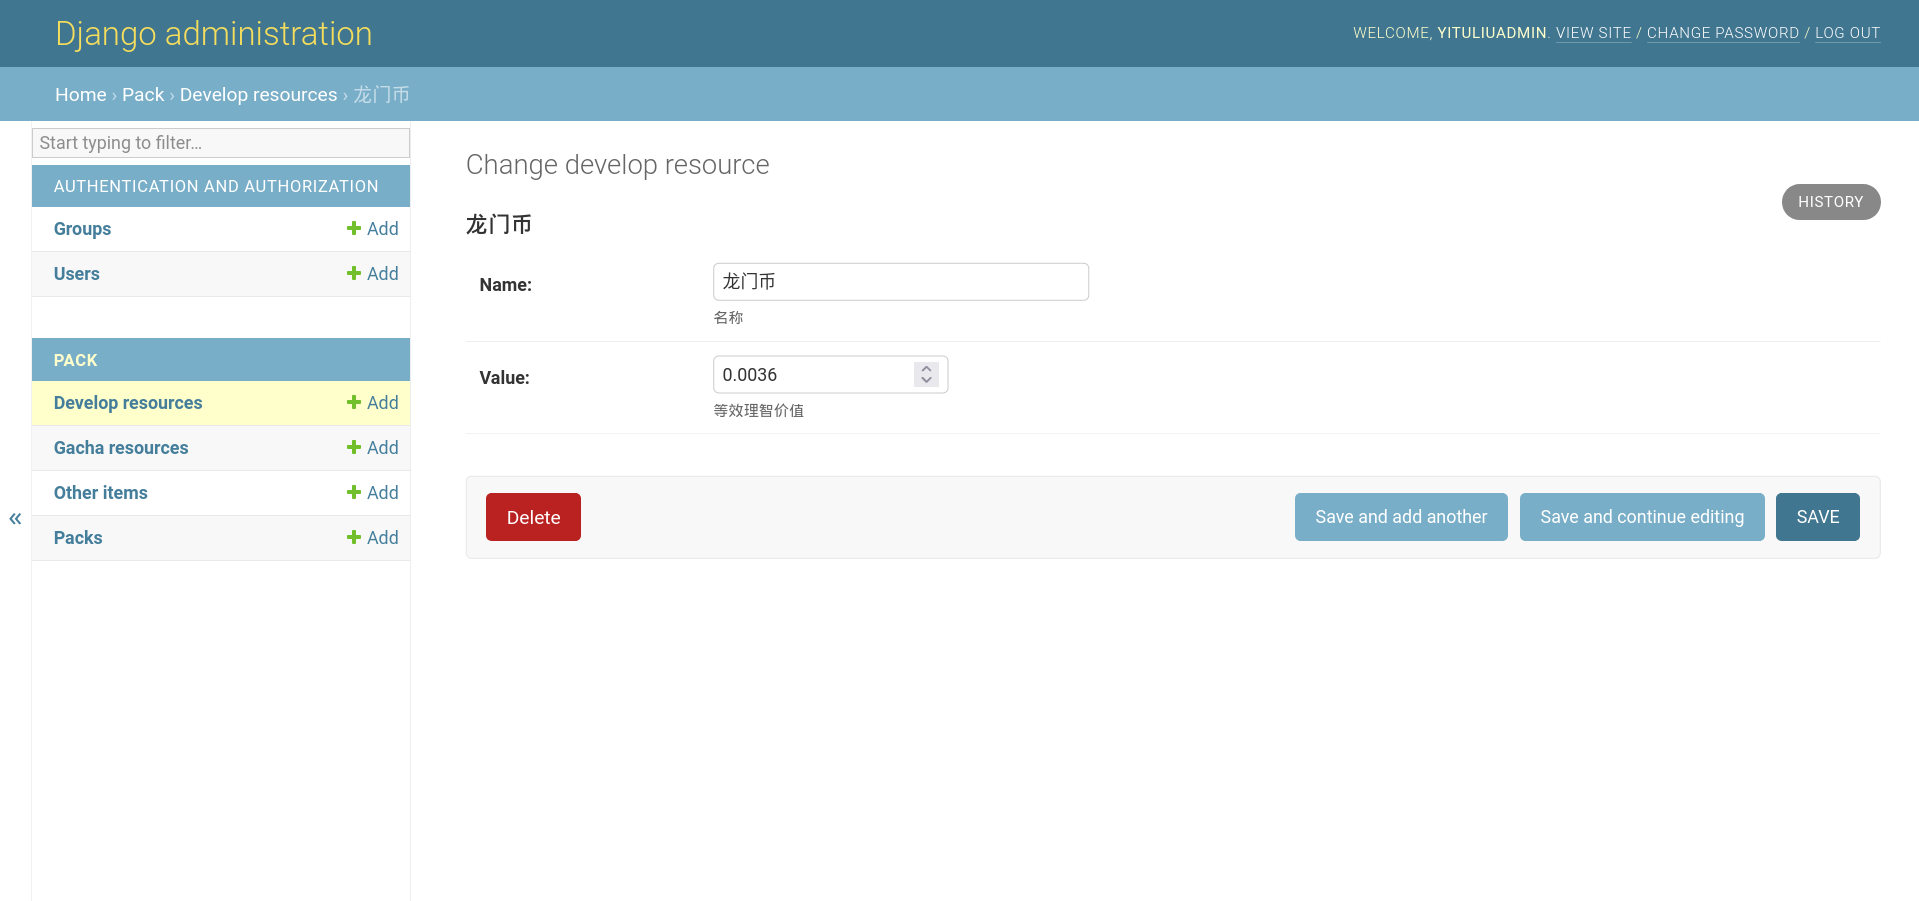 Django administration
WELCOME, YITULIUADMIN. VIEW SITE / CHANGE PASSWORD / LOG OUT
Home › Pack › Develop resources › 龙门币
Start typing to filter…
AUTHENTICATION AND AUTHORIZATION
Groups Add
Users Add
PACK
Develop resources Add
Gacha resources Add
Other items Add
Packs Add
«
Change develop resource
HISTORY
龙门币
Name: 龙门币
名称
Value: 0.0036
等效理智价值
Delete Save and add another Save and continue editing SAVE